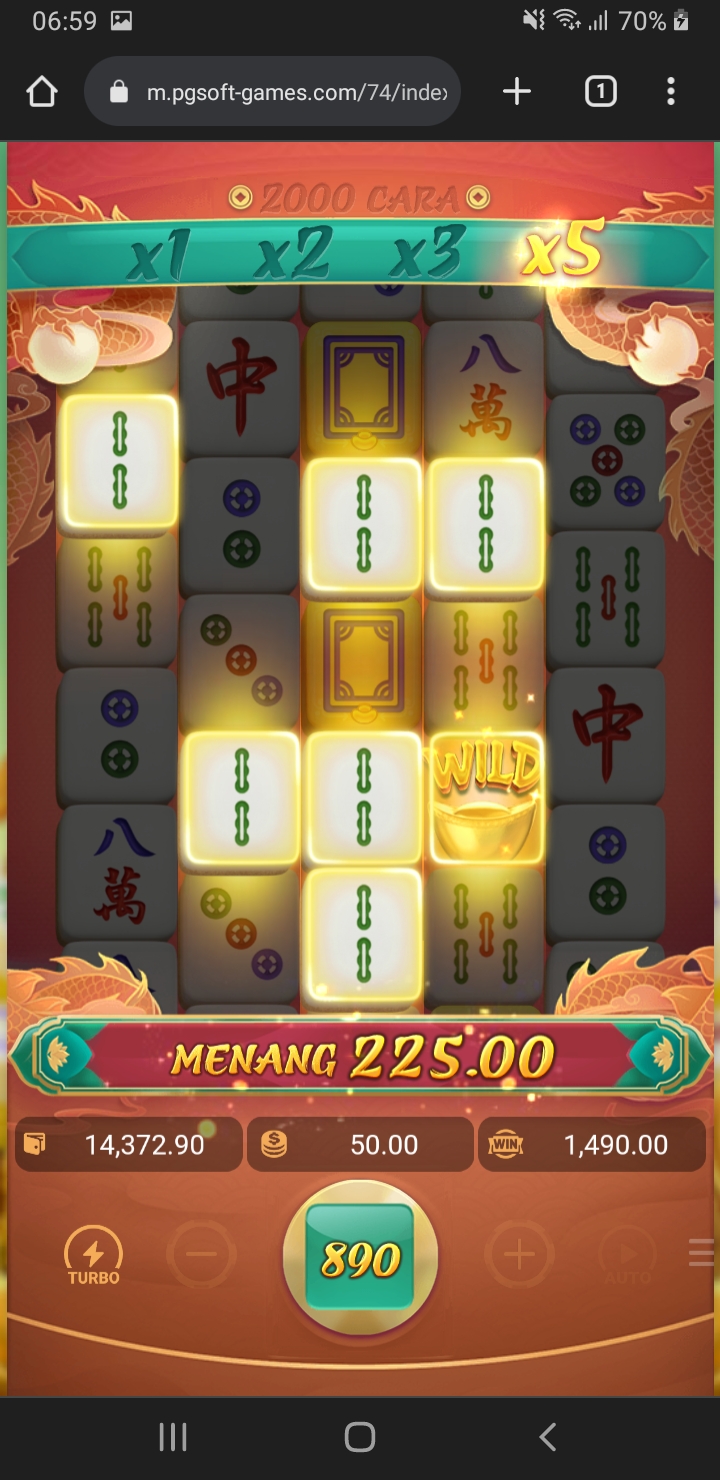 06:59 70%
1
m.pgsoft-games.com/74/index
2000 CARA
x1 x2 x3 x5
中 八萬
中
WILD
八萬
MENANG 225.00
14,372.90 50.00 WIN 1,490.00
TURBO 890 AUTO